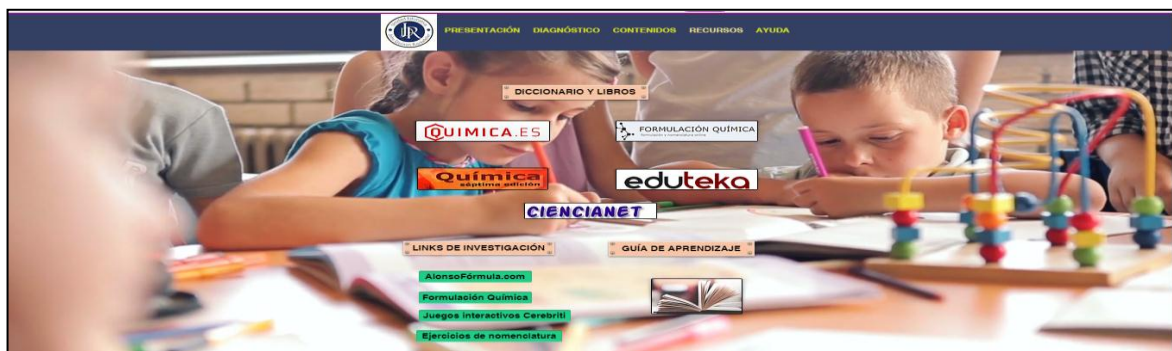 JR
PRESENTACIÓN DIAGNÓSTICO CONTENIDOS RECURSOS AYUDA
DICCIONARIO Y LIBROS
QUIMICA.ES
FORMULACIÓN QUÍMICA
Química
séptima edición
eduteka
CIENCIANET
LINKS DE INVESTIGACIÓN
GUÍA DE APRENDIZAJE
AlonsoFórmula.com
Formulación Química
Juegos interactivos Cerebriti
Ejercicios de nomenclatura